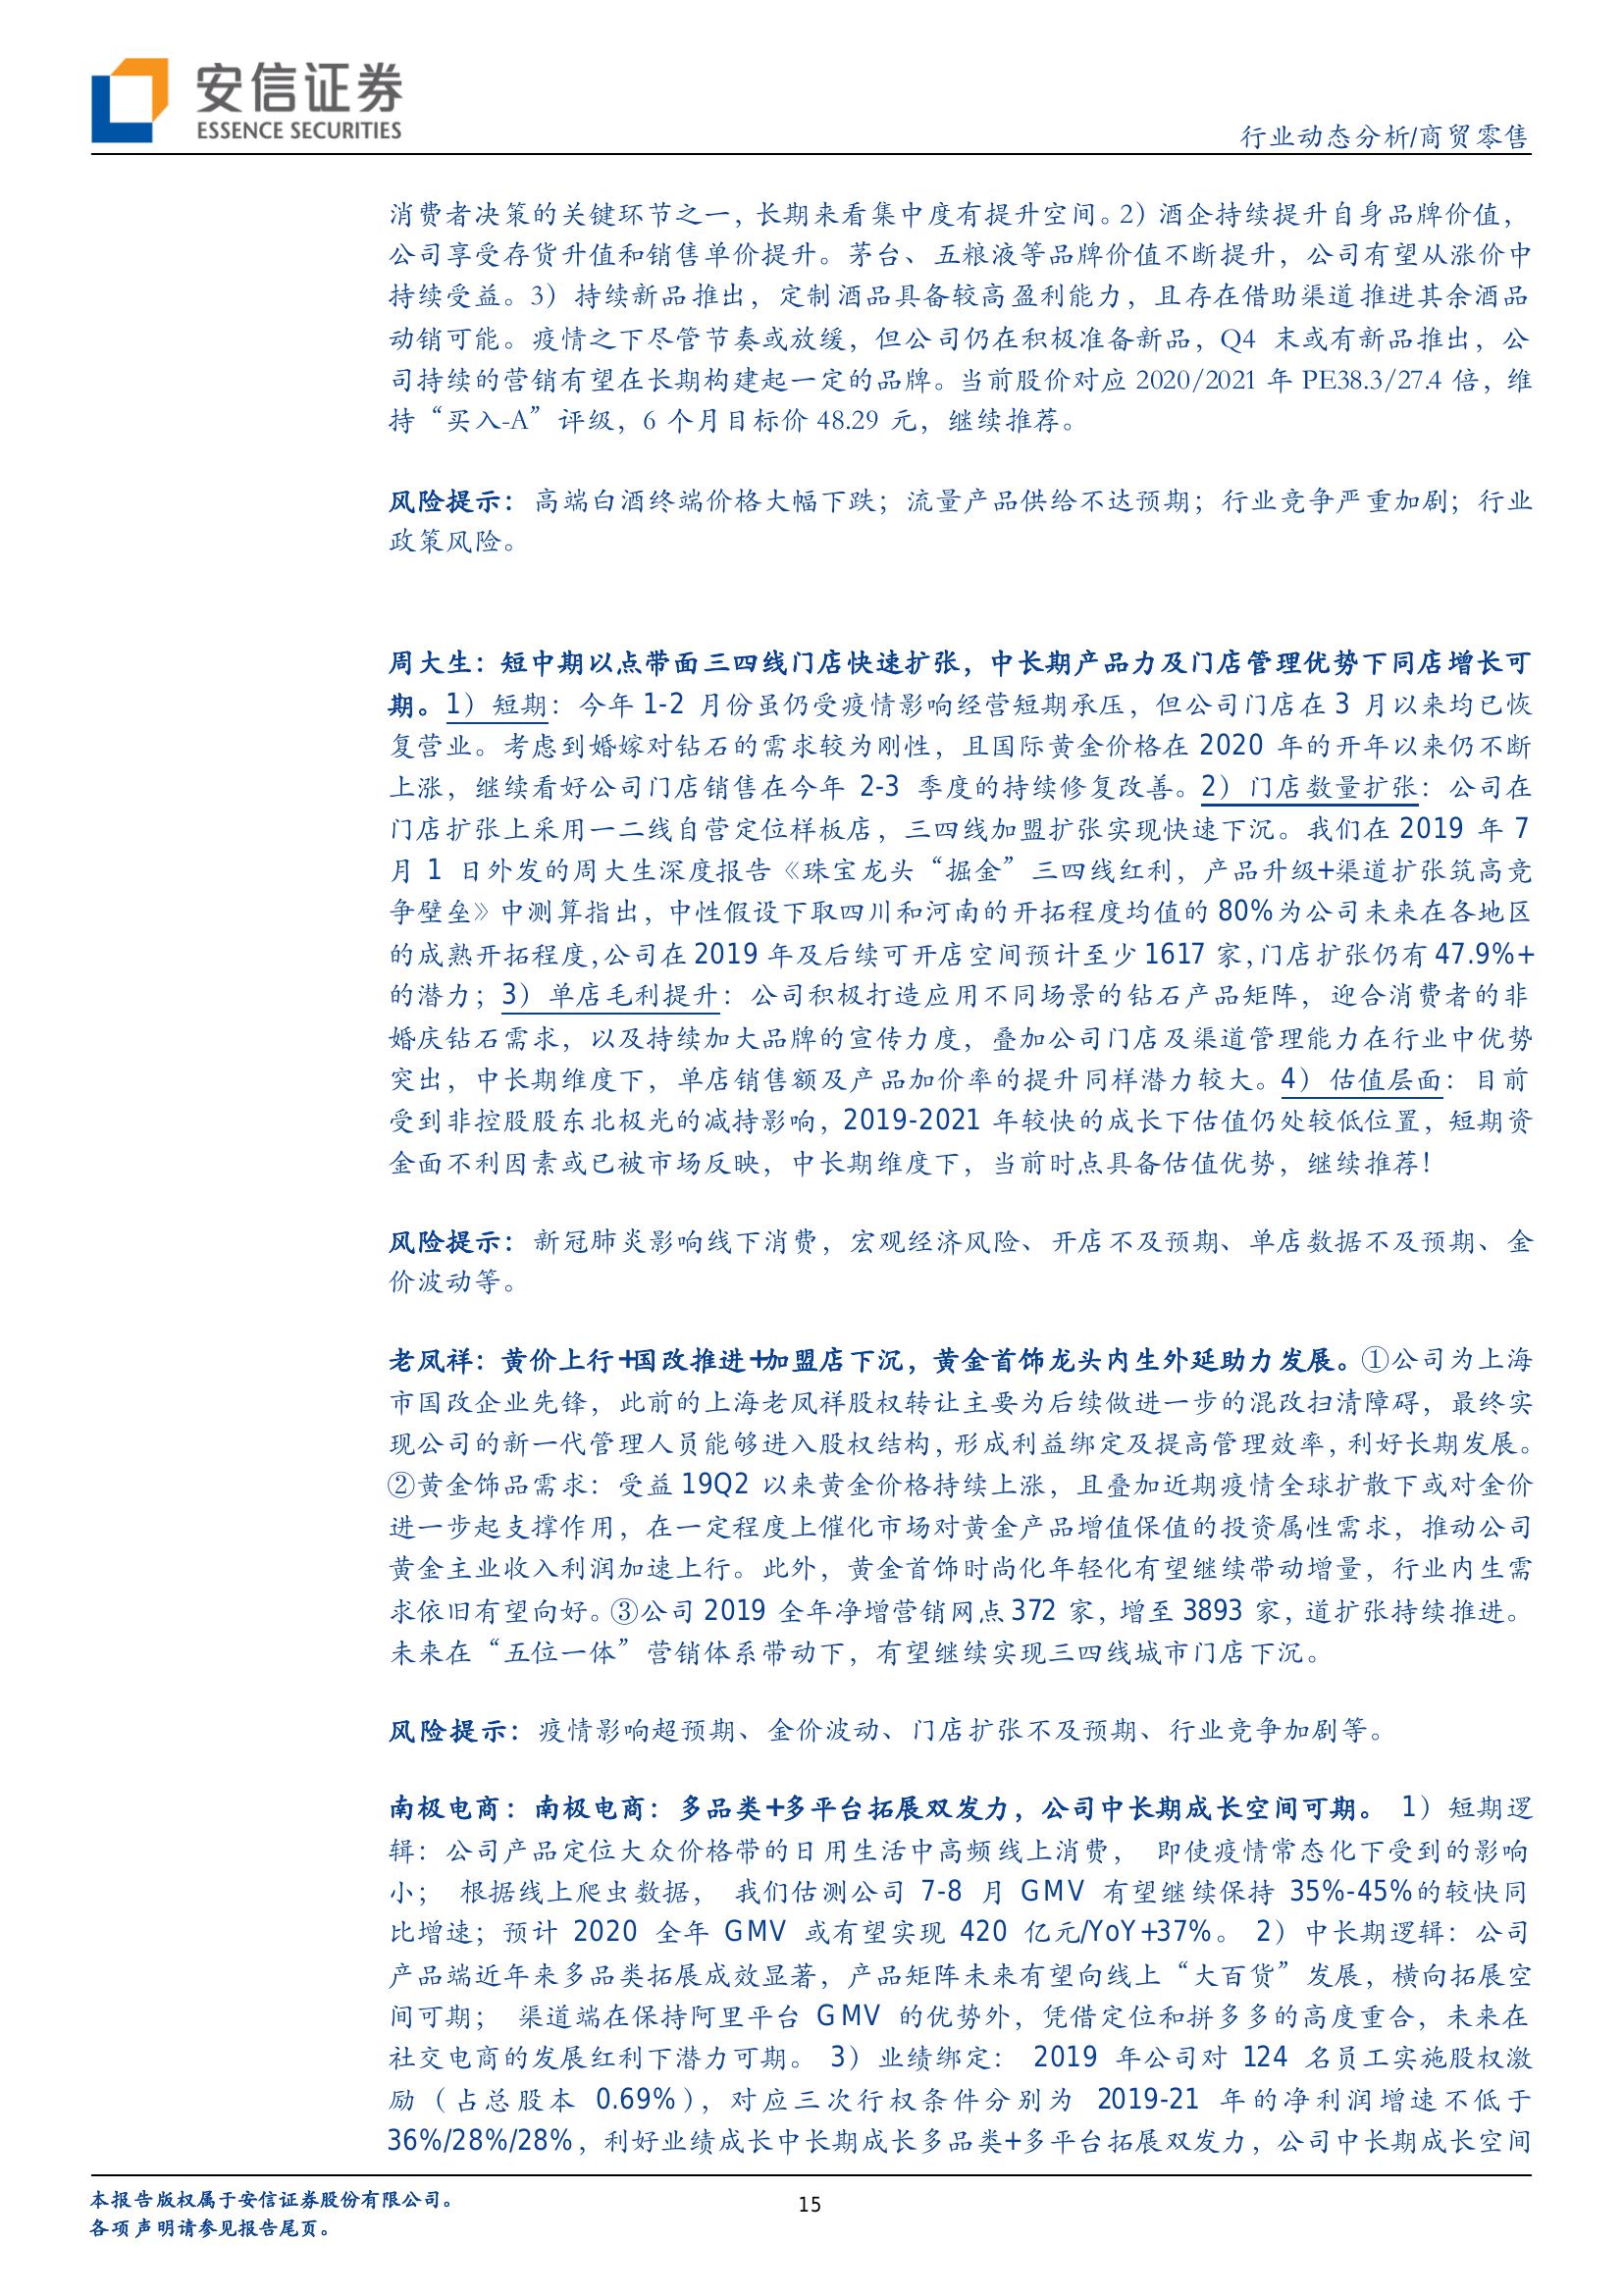 安信证券
ESSENCE SECURITIES
行业动态分析/商贸零售
消费者决策的关键环节之一，长期来看集中度有提升空间。2）酒企持续提升自身品牌价值，
公司享受存货升值和销售单价提升。茅台、五粮液等品牌价值不断提升，公司有望从涨价中
持续受益。3）持续新品推出，定制酒品具备较高盈利能力，且存在借助渠道推进其余酒品
动销可能。疫情之下尽管节奏或放缓，但公司仍在积极准备新品，Q4 末或有新品推出，公
司持续的营销有望在长期构建起一定的品牌。当前股价对应 2020/2021 年 PE38.3/27.4 倍，维
持“买入-A”评级，6 个月目标价 48.29 元，继续推荐。
风险提示：高端白酒终端价格大幅下跌；流量产品供给不达预期；行业竞争严重加剧；行业
政策风险。
周大生：短中期以点带面三四线门店快速扩张，中长期产品力及门店管理优势下同店增长可
期。1）短期：今年 1-2 月份虽仍受疫情影响经营短期承压，但公司门店在 3 月以来均已恢
复营业。考虑到婚嫁对钻石的需求较为刚性，且国际黄金价格在 2020 年的开年以来仍不断
上涨，继续看好公司门店销售在今年 2-3 季度的持续修复改善。2）门店数量扩张：公司在
门店扩张上采用一二线自营定位样板店，三四线加盟扩张实现快速下沉。我们在 2019 年 7
月 1 日外发的周大生深度报告《珠宝龙头“掘金”三四线红利，产品升级+渠道扩张筑高竞
争壁垒》中测算指出，中性假设下取四川和河南的开拓程度均值的 80%为公司未来在各地区
的成熟开拓程度，公司在 2019 年及后续可开店空间预计至少 1617 家，门店扩张仍有 47.9%+
的潜力；3）单店毛利提升：公司积极打造应用不同场景的钻石产品矩阵，迎合消费者的非
婚庆钻石需求，以及持续加大品牌的宣传力度，叠加公司门店及渠道管理能力在行业中优势
突出，中长期维度下，单店销售额及产品加价率的提升同样潜力较大。4）估值层面：目前
受到非控股股东北极光的减持影响，2019-2021 年较快的成长下估值仍处较低位置，短期资
金面不利因素或已被市场反映，中长期维度下，当前时点具备估值优势，继续推荐！
风险提示：新冠肺炎影响线下消费，宏观经济风险、开店不及预期、单店数据不及预期、金
价波动等。
老凤祥：黄价上行+国改推进+加盟店下沉，黄金首饰龙头内生外延助力发展。①公司为上海
市国改企业先锋，此前的上海老凤祥股权转让主要为后续做进一步的混改扫清障碍，最终实
现公司的新一代管理人员能够进入股权结构，形成利益绑定及提高管理效率，利好长期发展。
②黄金饰品需求：受益 19Q2 以来黄金价格持续上涨，且叠加近期疫情全球扩散下或对金价
进一步起支撑作用，在一定程度上催化市场对黄金产品增值保值的投资属性需求，推动公司
黄金主业收入利润加速上行。此外，黄金首饰时尚化年轻化有望继续带动增量，行业内生需
求依旧有望向好。③公司 2019 全年净增营销网点 372 家，增至 3893 家，道扩张持续推进。
未来在“五位一体”营销体系带动下，有望继续实现三四线城市门店下沉。
风险提示：疫情影响超预期、金价波动、门店扩张不及预期、行业竞争加剧等。
南极电商：南极电商：多品类+多平台拓展双发力，公司中长期成长空间可期。 1）短期逻
辑：公司产品定位大众价格带的日用生活中高频线上消费， 即使疫情常态化下受到的影响
小； 根据线上爬虫数据， 我们估测公司 7-8 月 GMV 有望继续保持 35%-45%的较快同
比增速；预计 2020 全年 GMV 或有望实现 420 亿元/YoY+37%。 2）中长期逻辑：公司
产品端近年来多品类拓展成效显著，产品矩阵未来有望向线上“大百货”发展，横向拓展空
间可期； 渠道端在保持阿里平台 GMV 的优势外，凭借定位和拼多多的高度重合，未来在
社交电商的发展红利下潜力可期。 3）业绩绑定： 2019 年公司对 124 名员工实施股权激
励（占总股本 0.69%），对应三次行权条件分别为 2019-21 年的净利润增速不低于
36%/28%/28%，利好业绩成长中长期成长多品类+多平台拓展双发力，公司中长期成长空间
本报告版权属于安信证券股份有限公司。
各项声明请参见报告尾页。
15